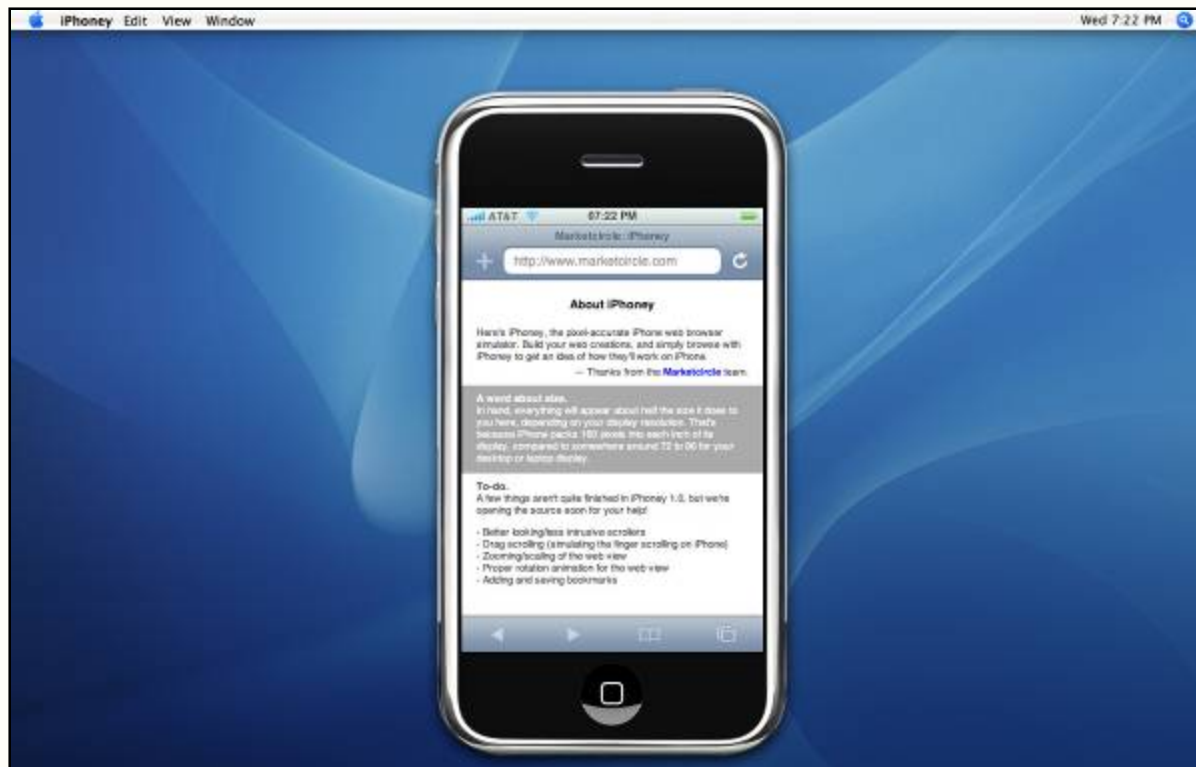 iPhoney Edit View Window Wed 7:22 PM
AT&T 07:22 PM
Marketcircle: iPhoney
http://www.marketcircle.com
About iPhoney
Here's iPhoney, the pixel-accurate iPhone web browser
simulator. Build your web creations, and simply browse with
iPhoney to get an idea of how they'll work on iPhone.
— Thanks from the Marketcircle team.
A word about size.
In hand, everything will appear about half the size it does to
you here, depending on your display resolution. That's
because iPhone packs 160 pixels into each inch of its
display, compared to somewhere around 72 to 96 for your
desktop or laptop display.
To-do.
A few things aren't quite finished in iPhoney 1.0, but we're
opening the source soon for your help!
- Better looking/less intrusive scrollers
- Drag scrolling (simulating the finger scrolling on iPhone)
- Zooming/scaling of the web view
- Proper rotation animation for the web view
- Adding and saving bookmarks